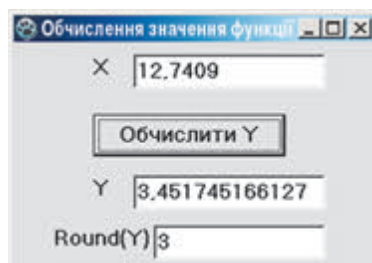 Обчислення значення функції
X 12,7409
Обчислити Y
Y 3,451745166127
Round(Y) 3